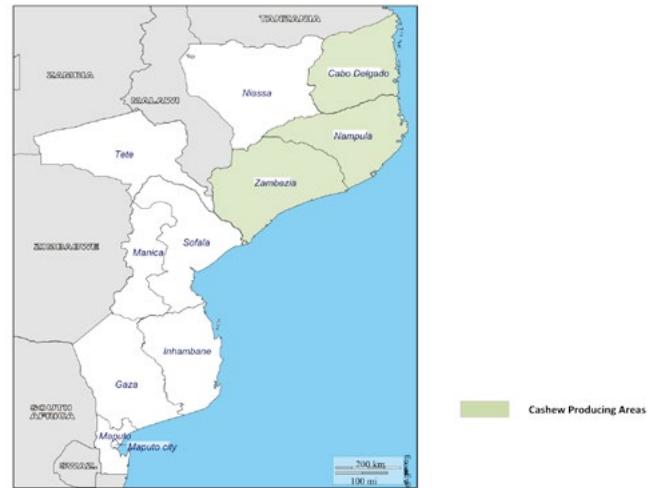 TANZANIA
ZAMBIA
MALAWI
Cabo Delgado
Niassa
Nampula
Tete
Zambezia
ZIMBABWE
Manica
Sofala
Inhambane
Gaza
SOUTH
AFRICA
Maputo
Maputo city
SWAZ.
200 km
100 mi
Cashew Producing Areas